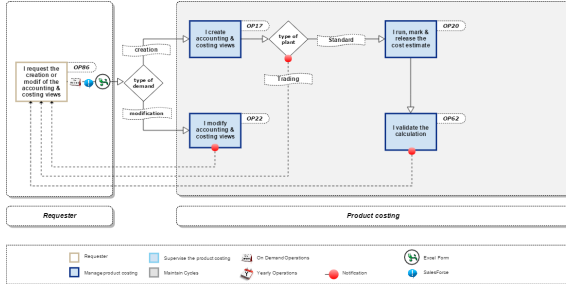 OP86
I request the
creation or
modif of the
accounting &
costing views
type of
demand
creation
modification
OP17
I create
accounting &
costing views
type of
plant
Standard
Trading
OP20
I run, mark &
release the
cost estimate
OP22
I modify
accounting &
costing views
OP62
I validate the
calculation
Requester
Product costing
Requester
Supervise the product costing
On Demand Operations
Excel Form
Manage product costing
Maintain Cycles
Yearly Operations
Notification
SalesForce